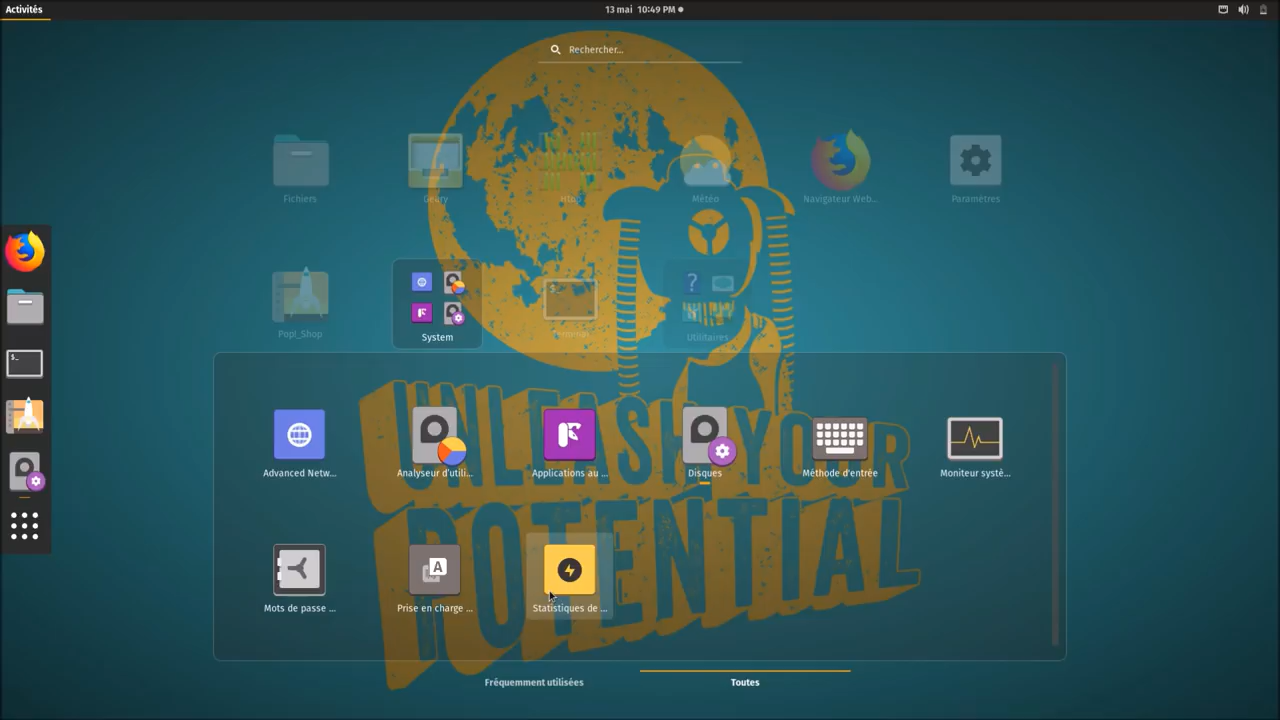 Activités
13 mai 10:49 PM
Rechercher...
Fichiers
Geary
Htop
Météo
Navigateur Web...
Paramètres
Pop!_Shop
System
Terminal
Utilitaires
UNLEASH YOUR
POTENTIAL
Advanced Netw...
Analyseur d'utili...
Applications au ...
Disques
Méthode d'entrée
Moniteur systè...
Mots de passe ...
Prise en charge ...
Statistiques de ...
Fréquemment utilisées
Toutes